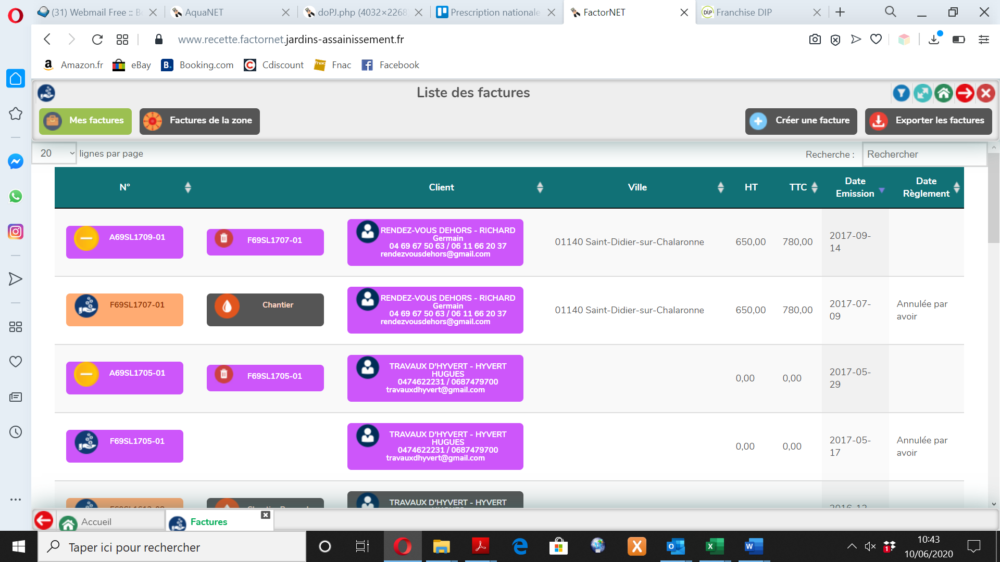 (31) Webmail Free :: B
AquaNET
doPJ.php (4032×2268
Prescription nationale
FactorNET
Franchise DIP
www.recette.factornet.jardins-assainissement.fr
Amazon.fr
eBay
Booking.com
Cdiscount
Fnac
Facebook
Liste des factures
Mes factures
Factures de la zone
Créer une facture
Exporter les factures
20 lignes par page
Recherche : Rechercher
N° Client Ville HT TTC Date Emission Date Règlement
A69SL1709-01
F69SL1707-01
RENDEZ-VOUS DEHORS - RICHARD
Germain
04 69 67 50 63 / 06 11 66 20 37
rendezvousdehors@gmail.com
01140 Saint-Didier-sur-Chalaronne
650,00
780,00
2017-09-
14
F69SL1707-01
Chantier
RENDEZ-VOUS DEHORS - RICHARD
Germain
04 69 67 50 63 / 06 11 66 20 37
rendezvousdehors@gmail.com
01140 Saint-Didier-sur-Chalaronne
650,00
780,00
2017-07-
09
Annulée par
avoir
A69SL1705-01
F69SL1705-01
TRAVAUX D'HYVERT - HYVERT
HUGUES
0474622231 / 0687479700
travauxdhyvert@gmail.com
0,00
0,00
2017-05-
29
F69SL1705-01
TRAVAUX D'HYVERT - HYVERT
HUGUES
0474622231 / 0687479700
travauxdhyvert@gmail.com
0,00
0,00
2017-05-
17
Annulée par
avoir
TRAVAUX D'HYVERT - HYVERT
2016-12-
Accueil
Factures
Taper ici pour rechercher
10:43
10/06/2020